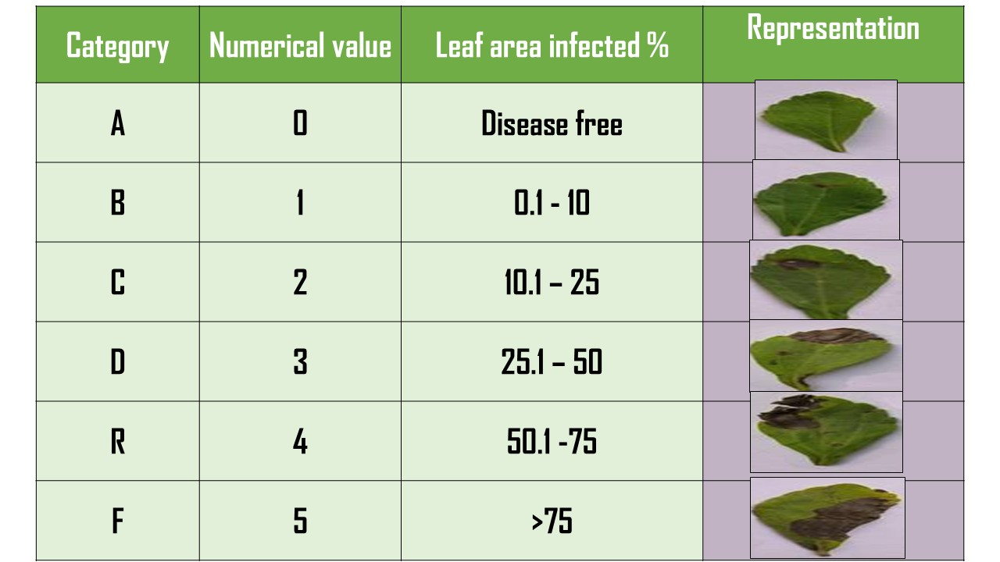 Category Numerical value Leaf area infected % Representation
A 0 Disease free
B 1 0.1 - 10
C 2 10.1 – 25
D 3 25.1 – 50
R 4 50.1 -75
F 5 >75